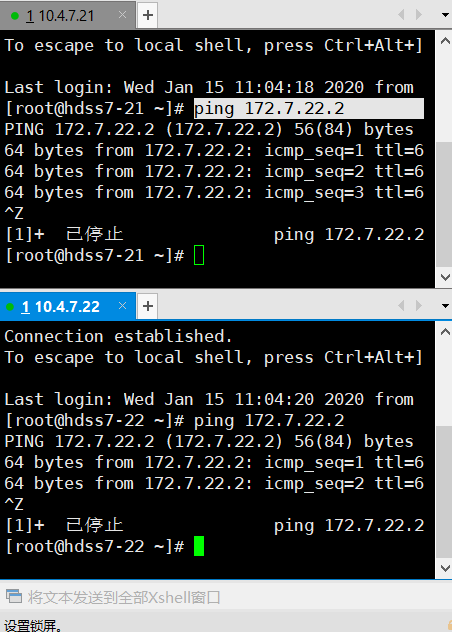 1 10.4.7.21
To escape to local shell, press Ctrl+Alt+]
Last login: Wed Jan 15 11:04:18 2020 from
[root@hdss7-21 ~]# ping 172.7.22.2
PING 172.7.22.2 (172.7.22.2) 56(84) bytes
64 bytes from 172.7.22.2: icmp_seq=1 ttl=6
64 bytes from 172.7.22.2: icmp_seq=2 ttl=6
64 bytes from 172.7.22.2: icmp_seq=3 ttl=6
^Z
[1]+  已停止               ping 172.7.22.2
[root@hdss7-21 ~]#
1 10.4.7.22
Connection established.
To escape to local shell, press Ctrl+Alt+]
Last login: Wed Jan 15 11:04:20 2020 from
[root@hdss7-22 ~]# ping 172.7.22.2
PING 172.7.22.2 (172.7.22.2) 56(84) bytes
64 bytes from 172.7.22.2: icmp_seq=1 ttl=6
64 bytes from 172.7.22.2: icmp_seq=2 ttl=6
^Z
[1]+  已停止               ping 172.7.22.2
[root@hdss7-22 ~]#
将文本发送到全部Xshell窗口
设置锁屏。